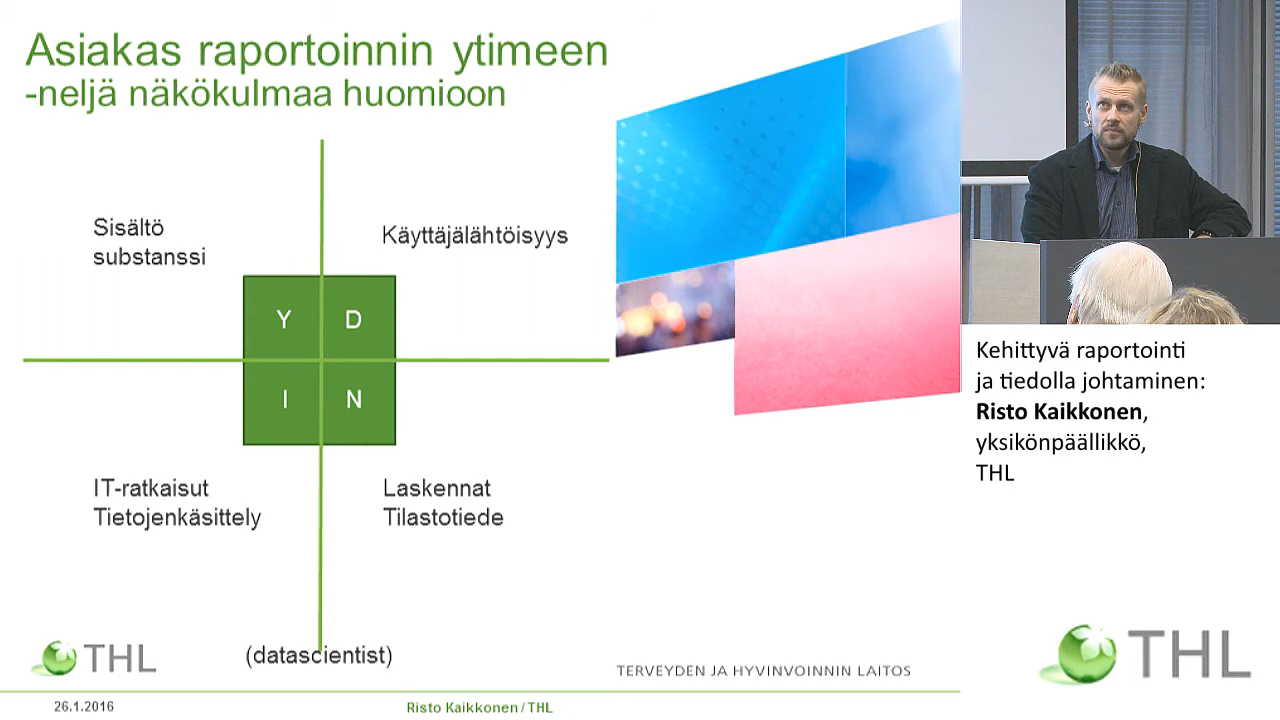 Asiakas raportoinnin ytimeen
-neljä näkökulmaa huomioon
Sisältö
substanssi
Käyttäjälähtöisyys
Y D
I N
IT-ratkaisut
Tietojenkäsittely
Laskennat
Tilastotiede
(datascientist)
THL
TERVEYDEN JA HYVINVOINNIN LAITOS
26.1.2016
Risto Kaikkonen / THL
Kehittyvä raportointi
ja tiedolla johtaminen:
Risto Kaikkonen,
yksikönpäällikkö,
THL
THL